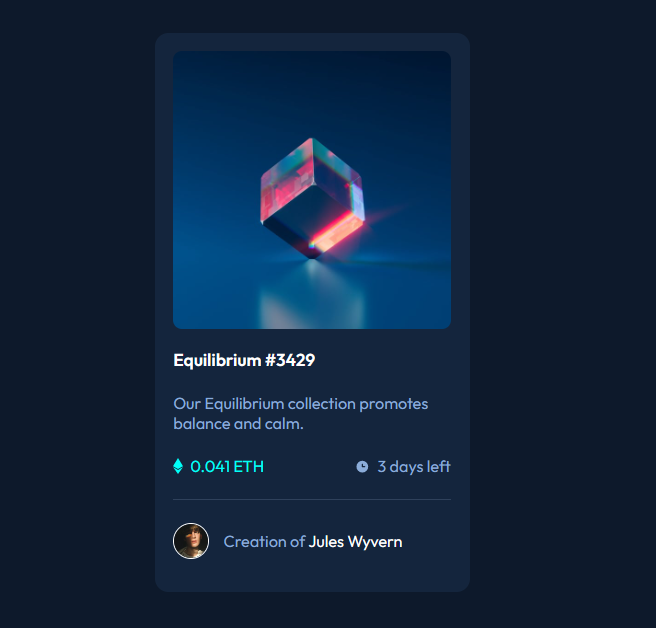 Equilibrium #3429
Our Equilibrium collection promotes
balance and calm.
0.041 ETH
3 days left
Creation of Jules Wyvern